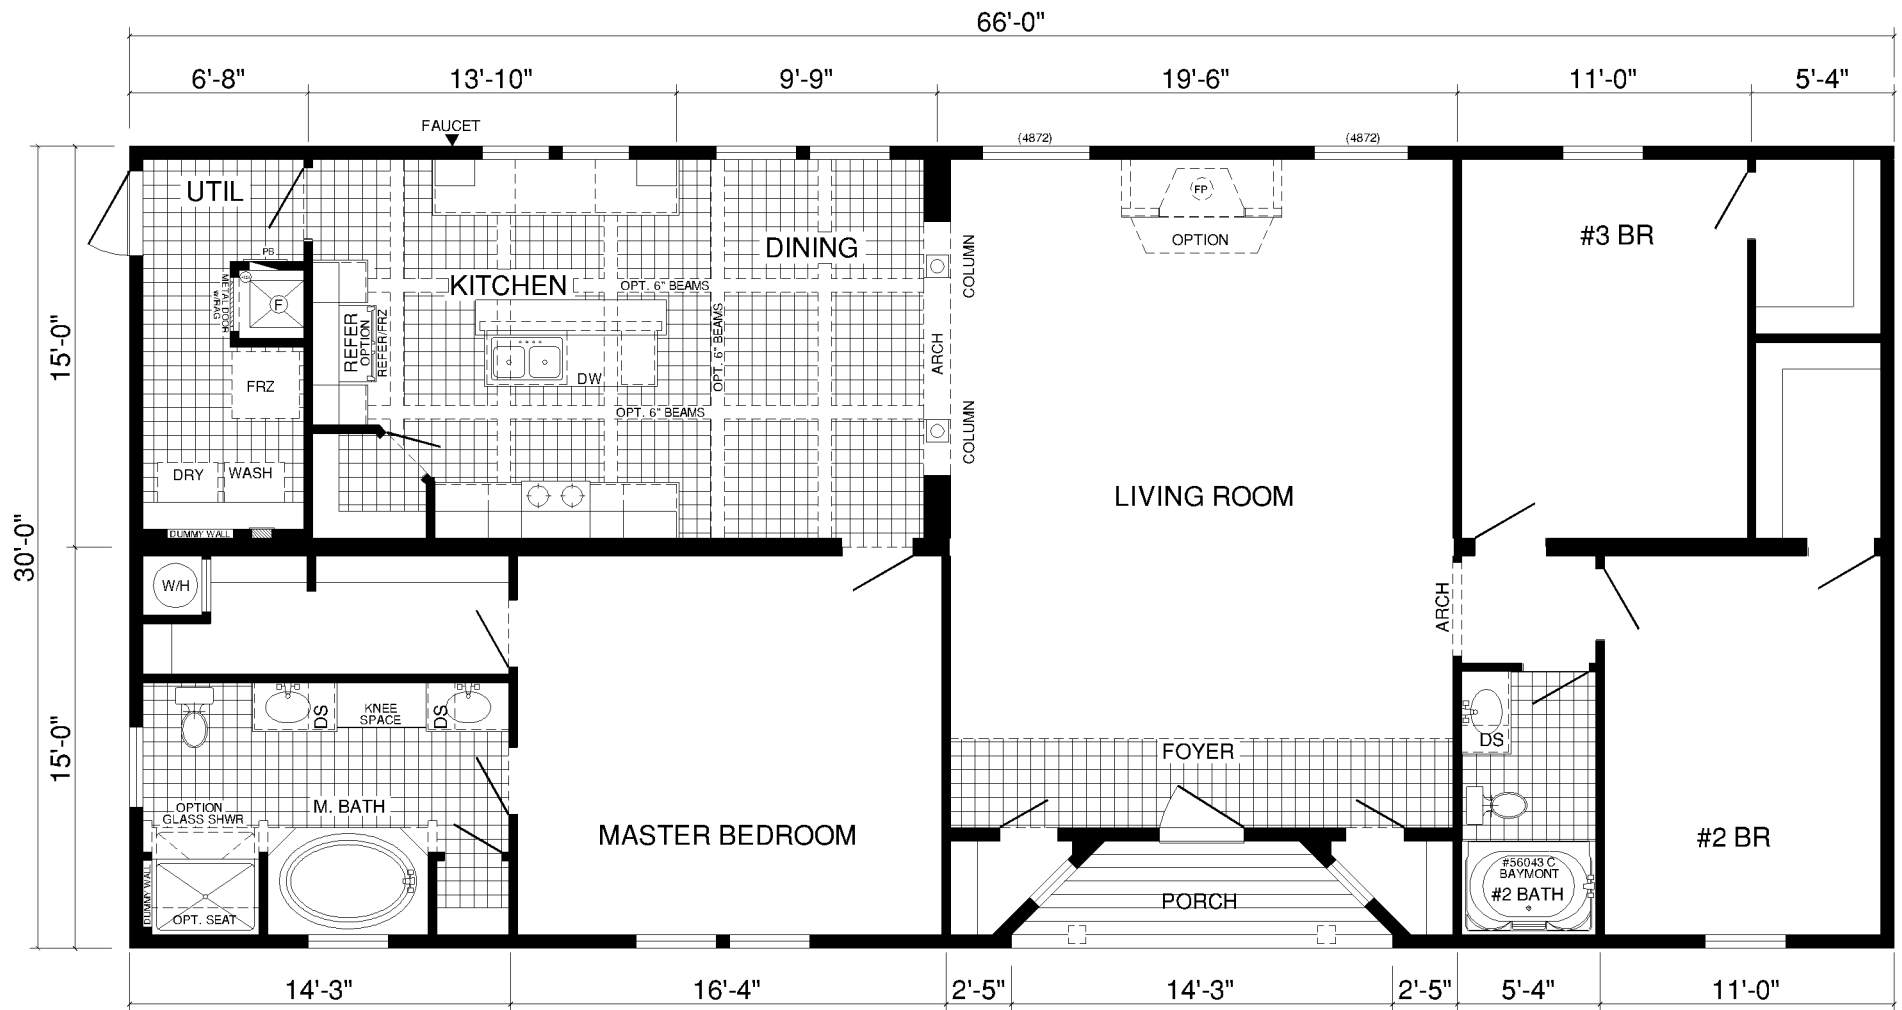 66'-0"
6'-8"
13'-10"
9'-9"
19'-6"
11'-0"
5'-4"
FAUCET
(4872)
(4872)
UTIL
FP
OPTION
#3 BR
DINING
KITCHEN
PB
OPT. 6" BEAMS
COLUMN
METAL DOOR
W/RAG
F
REFER
OPTION
REFER/FRZ
OPT. 6" BEAMS
ARCH
15'-0"
FRZ
DW
OPT. 6" BEAMS
COLUMN
DRY
WASH
LIVING ROOM
DUMMY WALL
30'-0"
W/H
ARCH
DS
KNEE
SPACE
DS
DS
15'-0"
FOYER
OPTION
GLASS SHWR
M. BATH
MASTER BEDROOM
#2 BR
DUMMY WALL
OPT. SEAT
PORCH
#56043 C
BAYMONT
#2 BATH
14'-3"
16'-4"
2'-5"
14'-3"
2'-5"
5'-4"
11'-0"